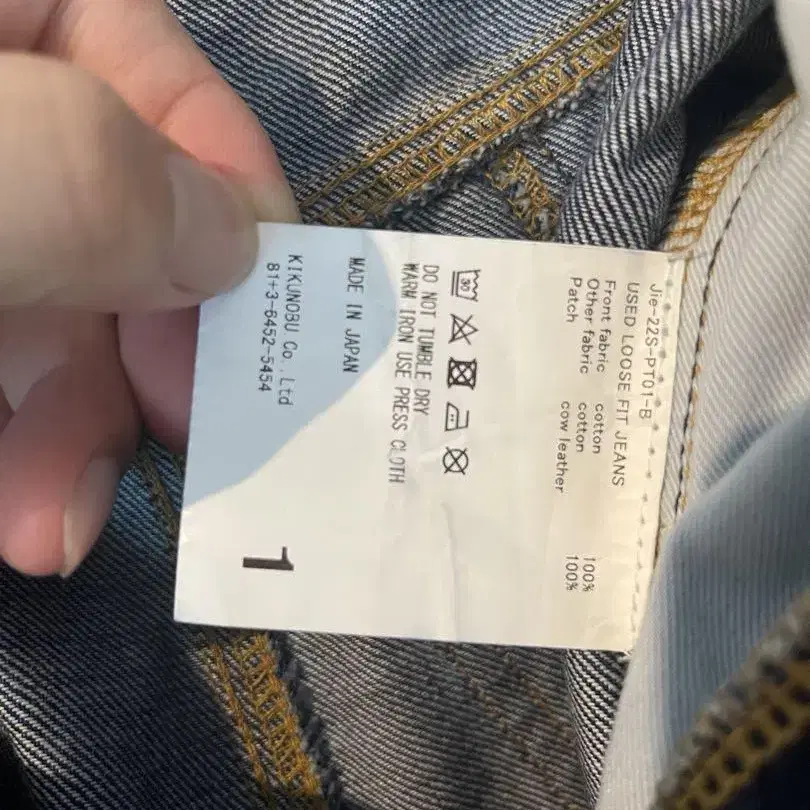 Jie-22S-PT01-B
USED LOOSE FIT JEANS
Front fabric cotton 100%
Other fabric cotton 100%
Patch cow leather
30
DO NOT TUMBLE DRY
WARM IRON USE PRESS CLOTH
MADE IN JAPAN
KIKUNOBU Co.,Ltd
81+3-6452-5454
1